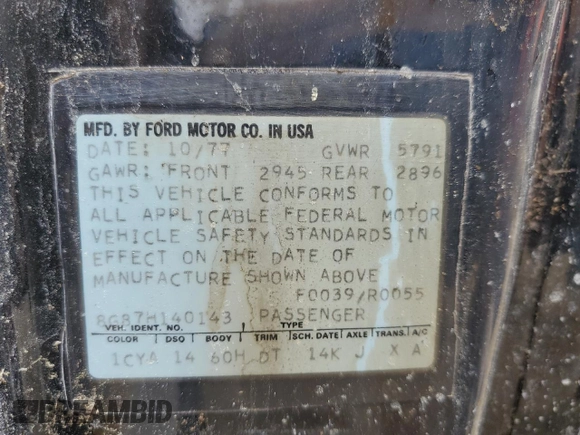 MFD. BY FORD MOTOR CO. IN USA
DATE: 10/77 GVWR 5791
GAWR: FRONT 2945 REAR 2896
THIS VEHICLE CONFORMS TO
ALL APPLICABLE FEDERAL MOTOR
VEHICLE SAFETY STANDARDS IN
EFFECT ON THE DATE OF
MANUFACTURE SHOWN ABOVE
F0039/R0055
8G87H140143 PASSENGER
VEH. IDENT. NO. TYPE
COLOR DSO BODY TRIM SCH. DATE AXLE TRANS. A/C
1CYA 14 60H DT 14K J X A
DREAMBID